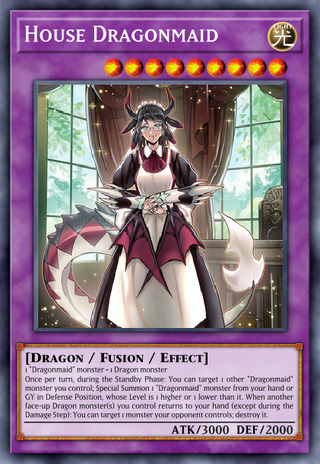 HOUSE DRAGONMAID
LIGHT
光
[DRAGON / FUSION / EFFECT]
1 "Dragonmaid" monster + 1 Dragon monster
Once per turn, during the Standby Phase: You can target 1 other "Dragonmaid"
monster you control; Special Summon 1 "Dragonmaid" monster from your hand or
GY in Defense Position, whose Level is 1 higher or 1 lower than it. When another
face-up Dragon monster(s) you control returns to your hand (except during the
Damage Step): You can target 1 monster your opponent controls; destroy it.
ATK/3000 DEF/2000